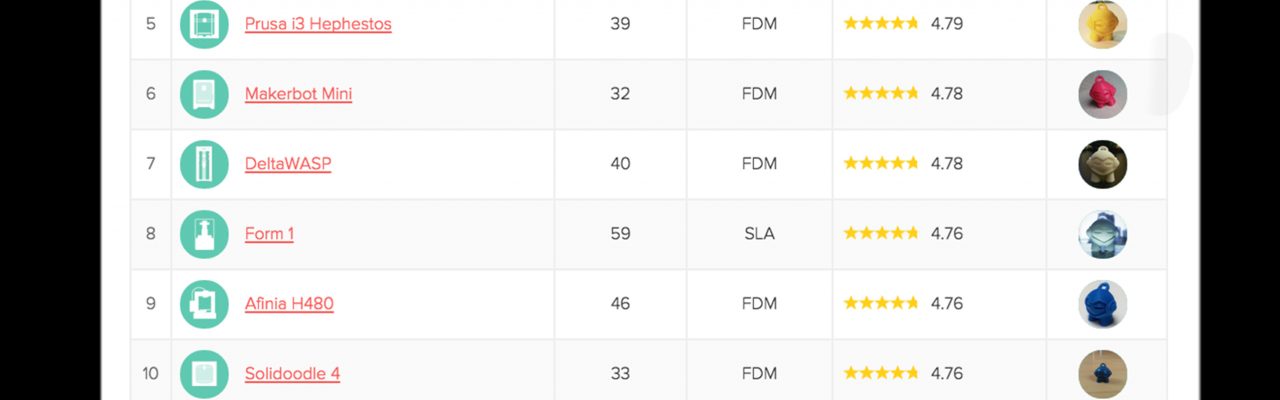 5 Prusa i3 Hephestos 39 FDM 4.79
6 Makerbot Mini 32 FDM 4.78
7 DeltaWASP 40 FDM 4.78
8 Form 1 59 SLA 4.76
9 Afinia H480 46 FDM 4.76
10 Solidoodle 4 33 FDM 4.76